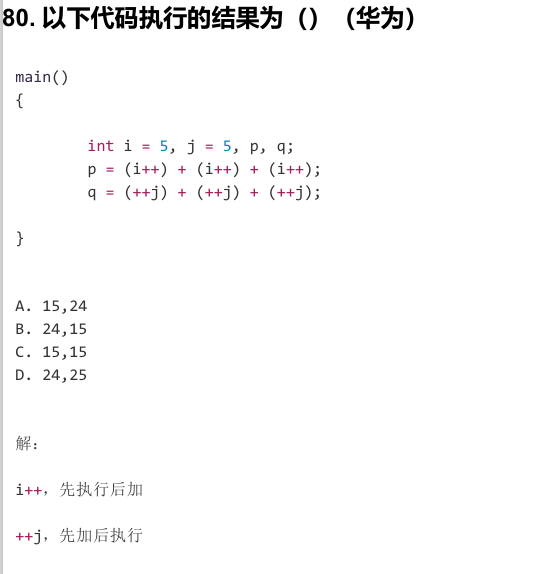 80. 以下代码执行的结果为（）（华为）
main()
{
int i = 5, j = 5, p, q;
p = (i++) + (i++) + (i++);
q = (++j) + (++j) + (++j);
}
A. 15,24
B. 24,15
C. 15,15
D. 24,25
解：
i++，先执行后加
++j，先加后执行